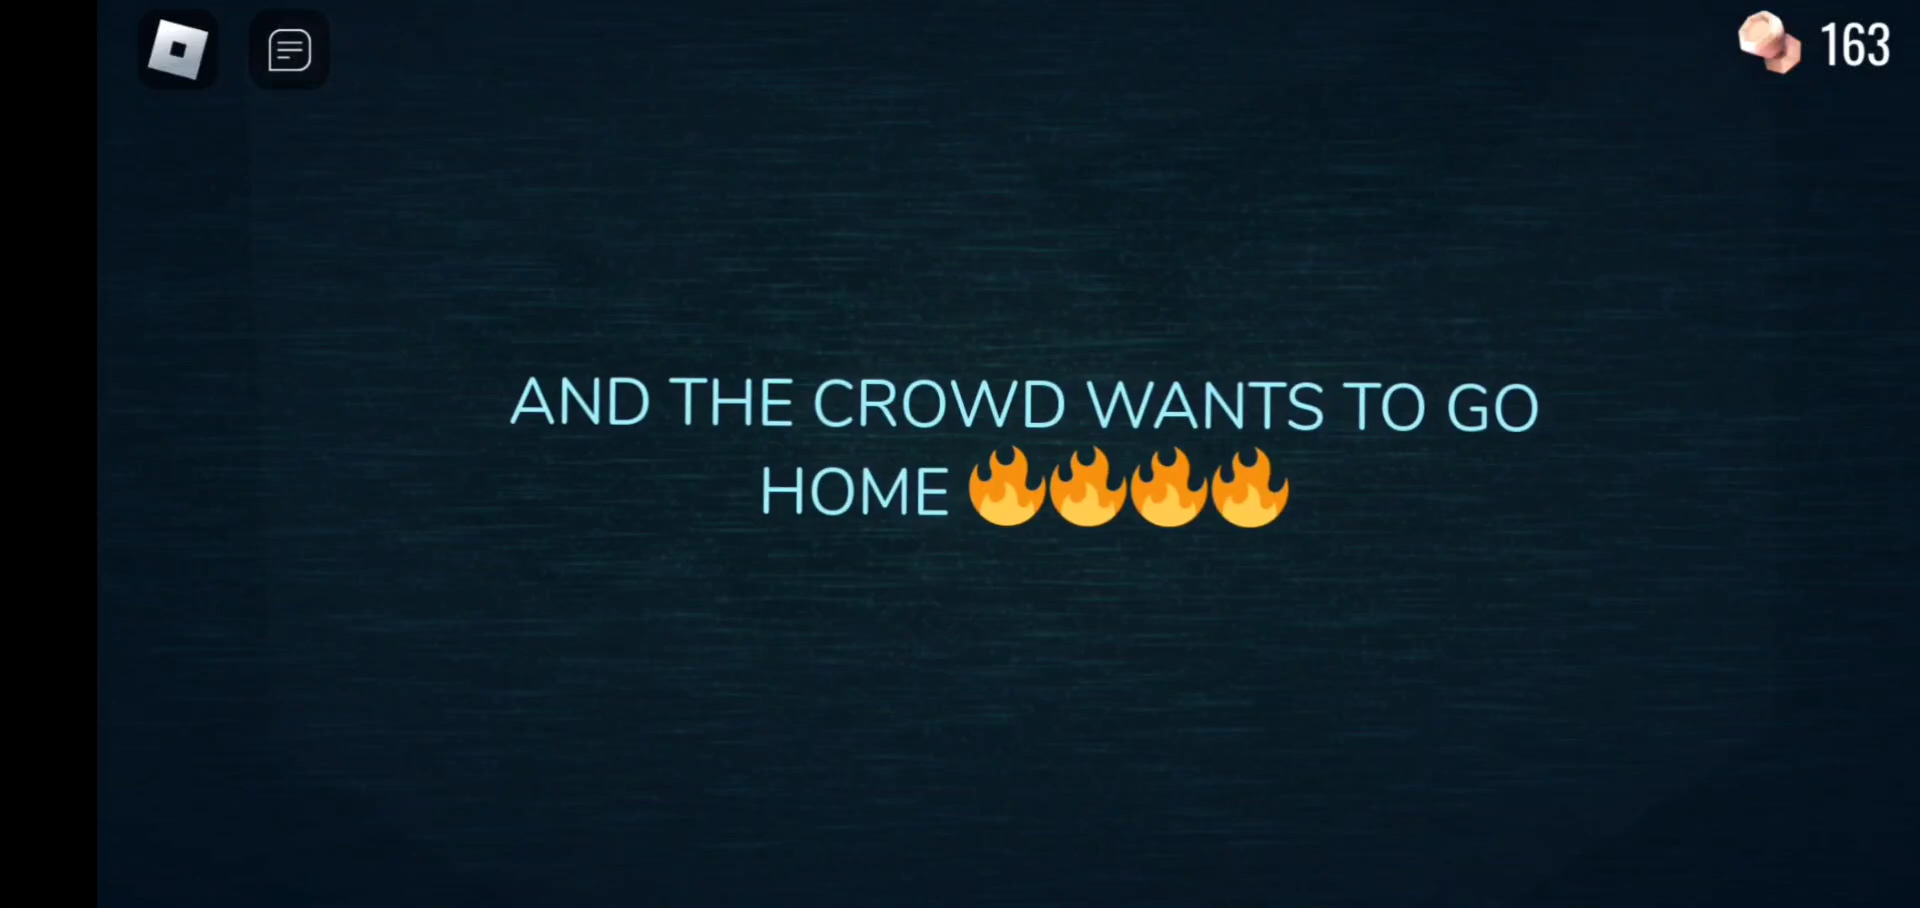 163
AND THE CROWD WANTS TO GO
HOME 🔥🔥🔥🔥